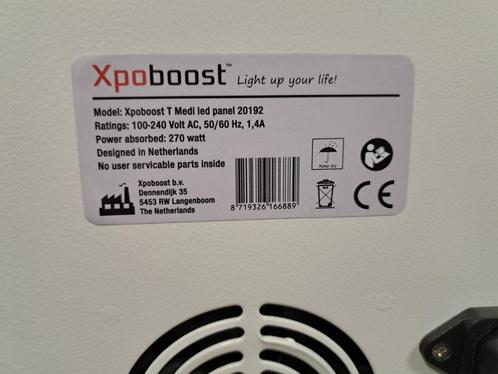 Xpoboost™ Light up your life!
Model: Xpoboost T Medi led panel 20192
Ratings: 100-240 Volt AC, 50/60 Hz, 1,4A
Power absorbed: 270 watt
Designed in Netherlands
No user servicable parts inside
Keep dry
Xpoboost b.v.
Dennendijk 35
5453 RW Langenboom
The Netherlands
8 719326 166889
CE